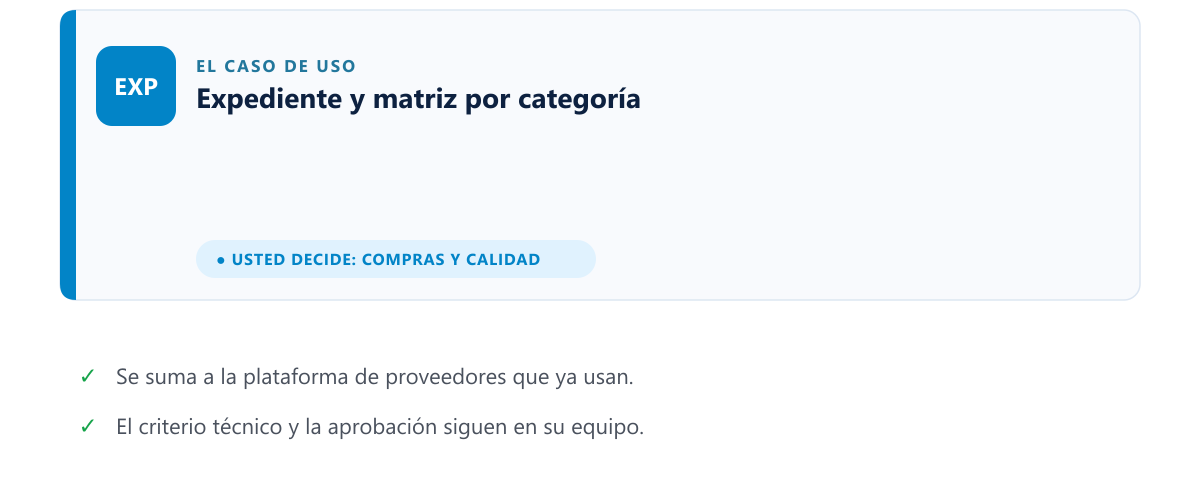 EXP
EL CASO DE USO
Expediente y matriz por categoría
● USTED DECIDE: COMPRAS Y CALIDAD
✓ Se suma a la plataforma de proveedores que ya usan.
✓ El criterio técnico y la aprobación siguen en su equipo.